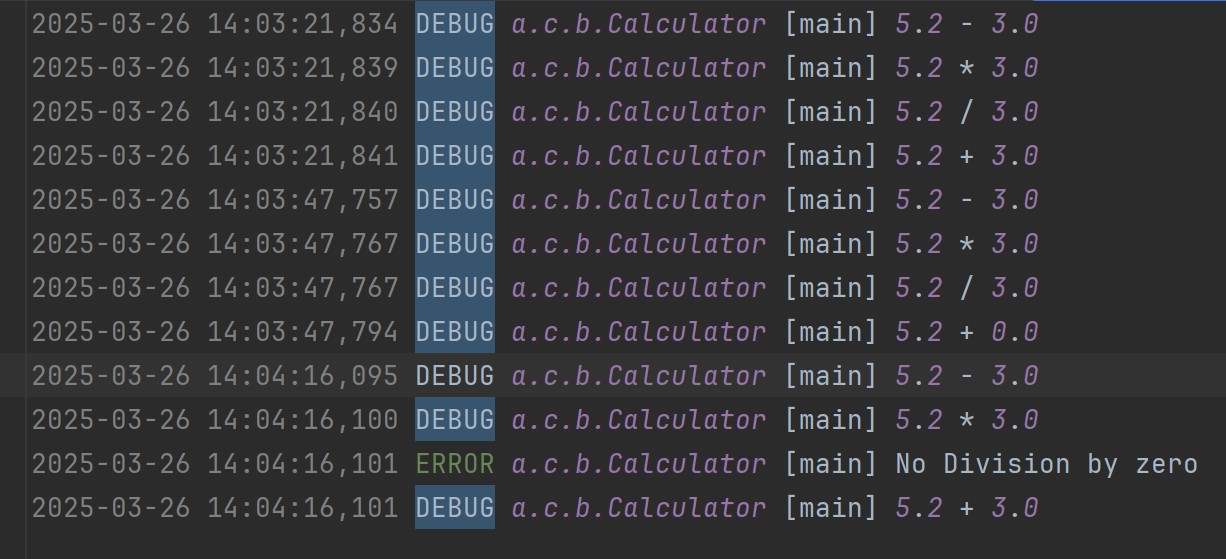 2025-03-26 14:03:21,834 DEBUG a.c.b.Calculator [main] 5.2 - 3.0
2025-03-26 14:03:21,839 DEBUG a.c.b.Calculator [main] 5.2 * 3.0
2025-03-26 14:03:21,840 DEBUG a.c.b.Calculator [main] 5.2 / 3.0
2025-03-26 14:03:21,841 DEBUG a.c.b.Calculator [main] 5.2 + 3.0
2025-03-26 14:03:47,757 DEBUG a.c.b.Calculator [main] 5.2 - 3.0
2025-03-26 14:03:47,767 DEBUG a.c.b.Calculator [main] 5.2 * 3.0
2025-03-26 14:03:47,767 DEBUG a.c.b.Calculator [main] 5.2 / 3.0
2025-03-26 14:03:47,794 DEBUG a.c.b.Calculator [main] 5.2 + 0.0
2025-03-26 14:04:16,095 DEBUG a.c.b.Calculator [main] 5.2 - 3.0
2025-03-26 14:04:16,100 DEBUG a.c.b.Calculator [main] 5.2 * 3.0
2025-03-26 14:04:16,101 ERROR a.c.b.Calculator [main] No Division by zero
2025-03-26 14:04:16,101 DEBUG a.c.b.Calculator [main] 5.2 + 3.0